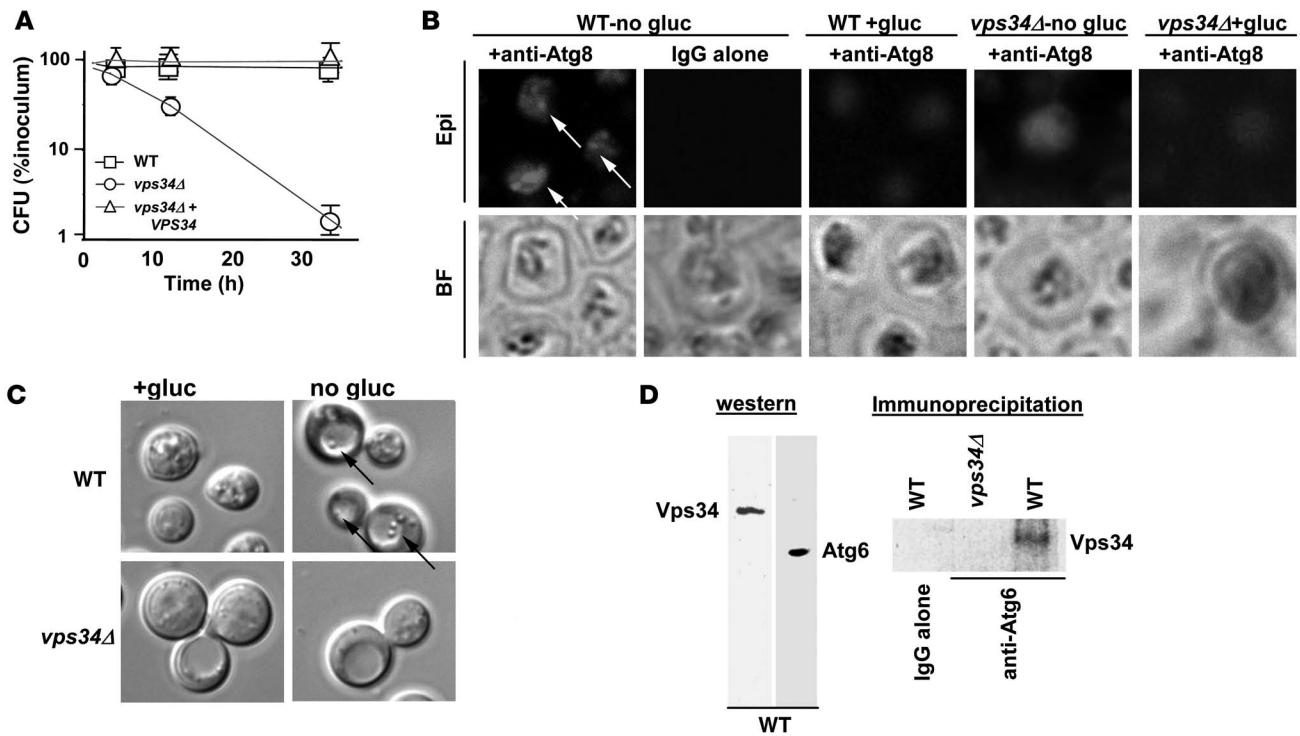 A
CFU (%inoculum)
100
10
1
WT
vps34Δ
vps34Δ +
VPS34
0 10 20 30
Time (h)
B
WT-no gluc WT +gluc vps34Δ-no gluc vps34Δ+gluc
+anti-Atg8 IgG alone +anti-Atg8 +anti-Atg8 +anti-Atg8
Epi
BF
C
+gluc no gluc
WT
vps34Δ
D
western
Vps34
Atg6
WT
Immunoprecipitation
WT vps34Δ WT
Vps34
IgG alone anti-Atg6